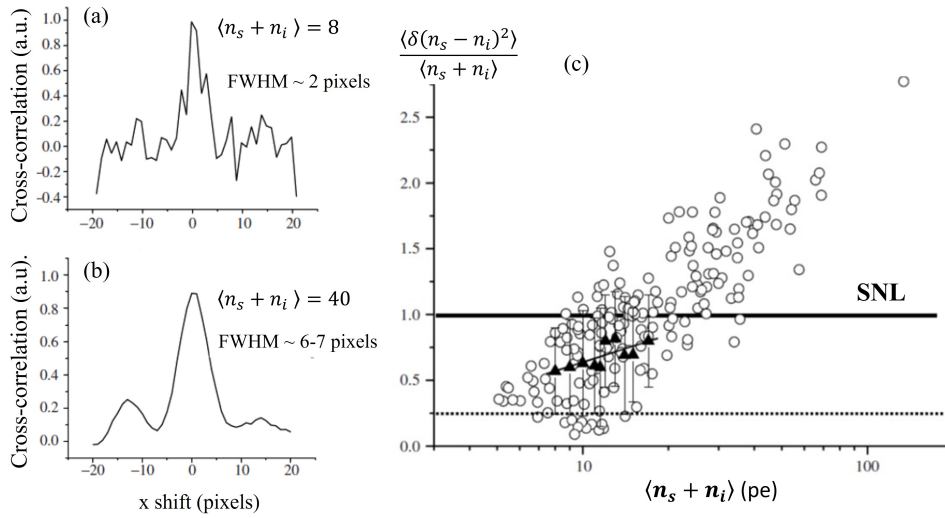 (a)
⟨n_s + n_i⟩ = 8
FWHM ~ 2 pixels
Cross-correlation (a.u.)
1.0
0.8
0.6
0.4
0.2
0.0
−0.2
−0.4
−20 −10 0 10 20
(b)
⟨n_s + n_i⟩ = 40
FWHM ~ 6-7 pixels
Cross-correlation (a.u.).
1.0
0.8
0.6
0.4
0.2
0.0
−20 −10 0 10 20
x shift (pixels)
⟨δ(n_s − n_i)²⟩
⟨n_s + n_i⟩
(c)
2.5
2.0
1.5
1.0
0.5
0.0
SNL
10 100
⟨n_s + n_i⟩ (pe)